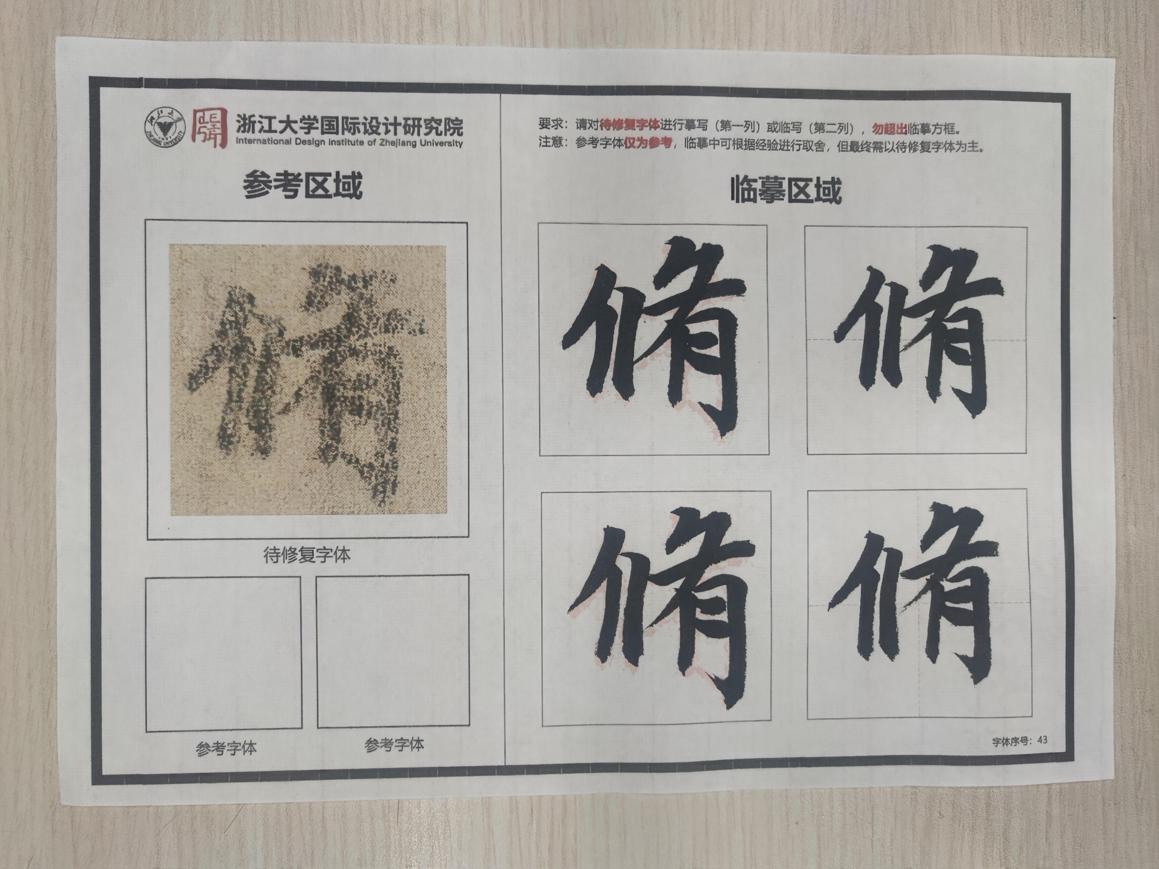 浙江大学国际设计研究院
International Design Institute of Zhejiang University
参考区域
脩
待修复字体
参考字体
参考字体
要求：请对待修复字体进行摹写（第一列）或临写（第二列），勿超出临摹方框。
注意：参考字体仅为参考，临摹中可根据经验进行取舍，但最终需以待修复字体为主。
临摹区域
脩 脩
脩 脩
字体序号：43